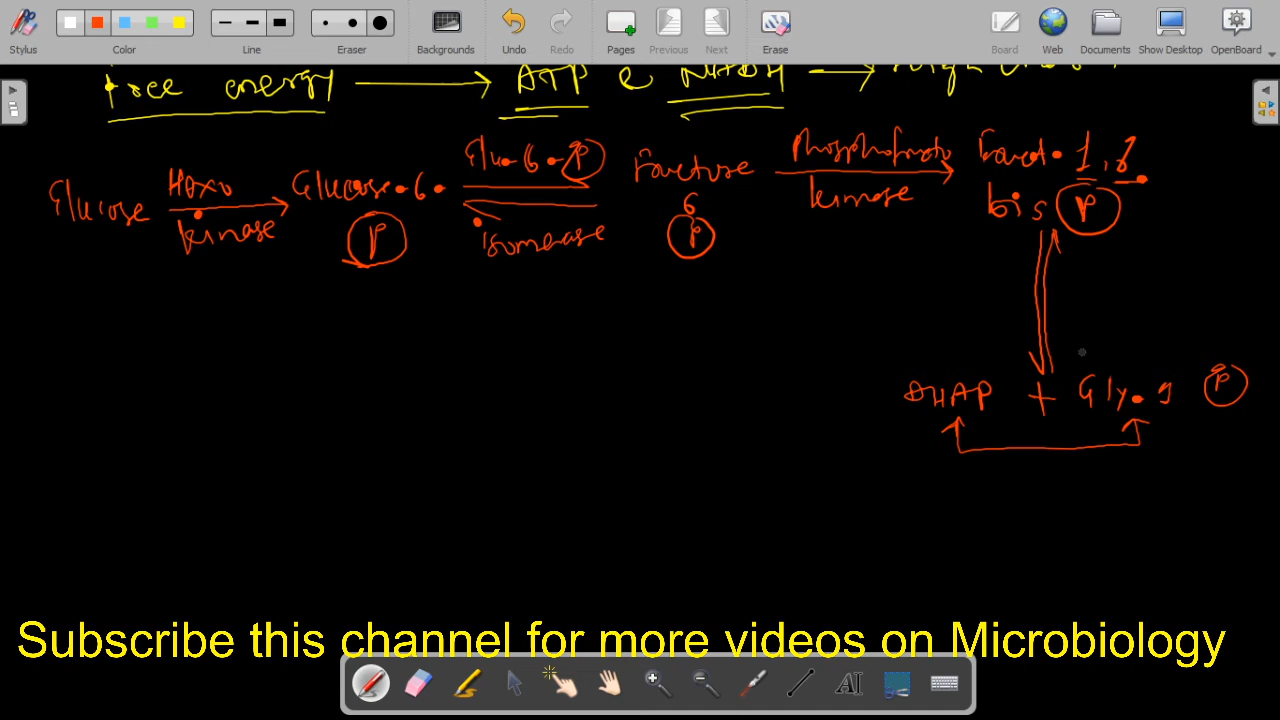 Stylus Color Line Eraser Backgrounds Undo Redo Pages Previous Next Erase Board Web Documents Show Desktop OpenBoard
free energy ATP e NADH
Glucose Hexo kinase Glucose 6 P Glu 6 P isomerase Fructure 6 P Phosphofructo kinase Fruct 1, 6 bis P
DHAP + Gly. 3 P
Subscribe this channel for more videos on Microbiology
AI